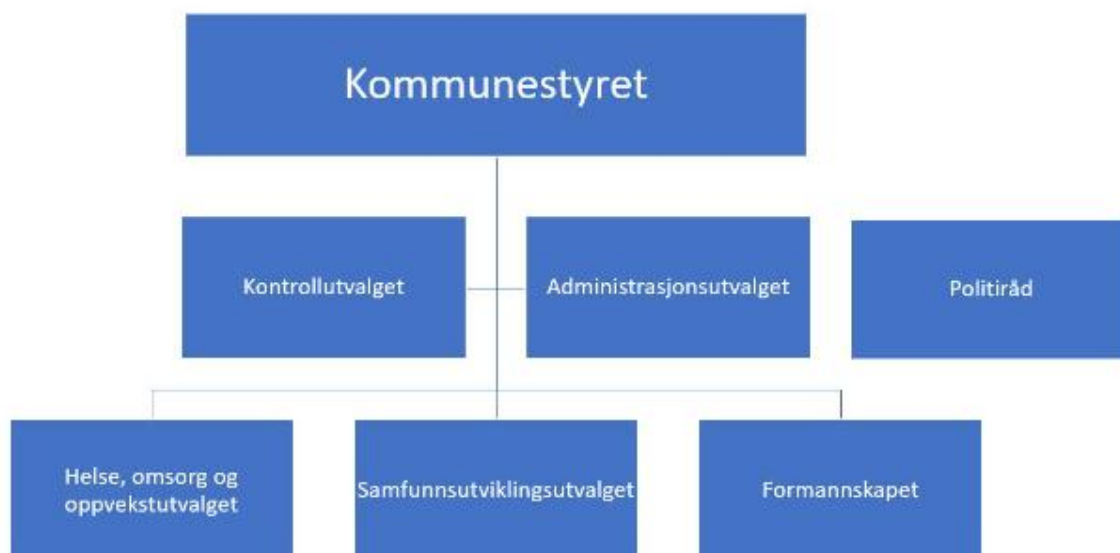 Kommunestyret
Kontrollutvalget
Administrasjonsutvalget
Politiråd
Helse, omsorg og
oppvekstutvalget
Samfunnsutviklingsutvalget
Formannskapet